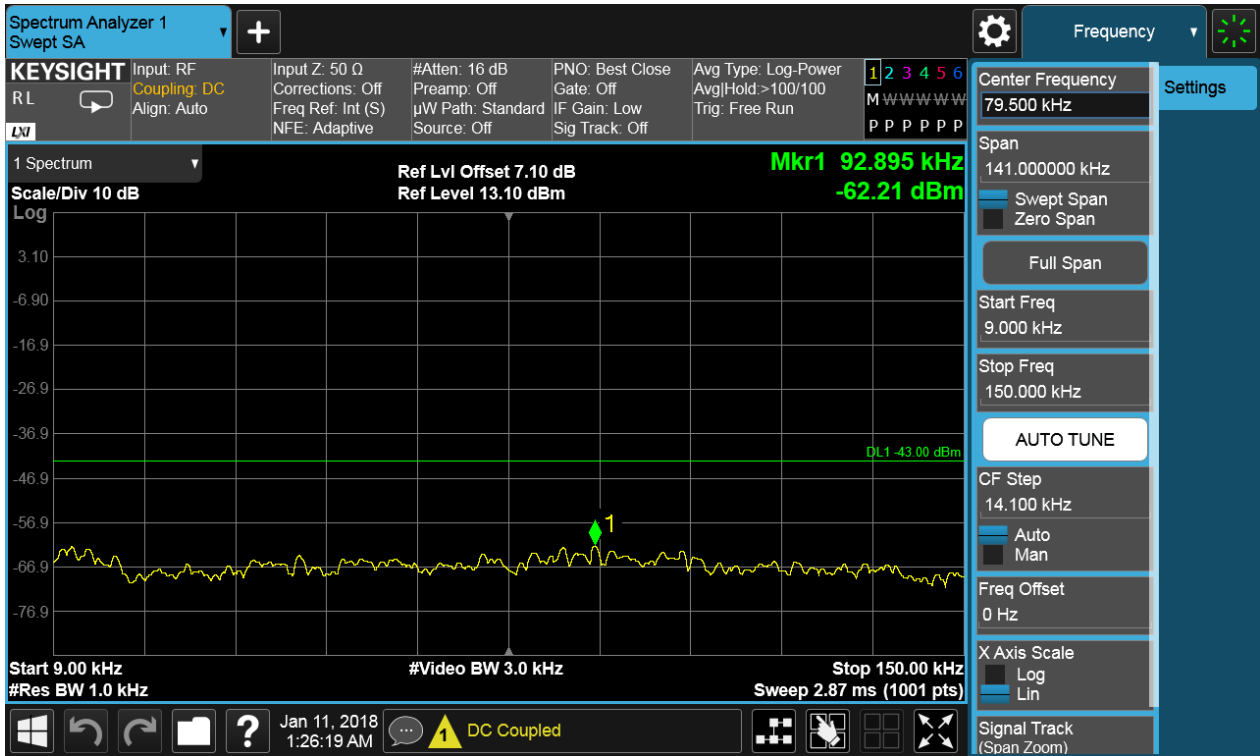 Spectrum Analyzer 1
Swept SA
+
Frequency
KEYSIGHT
R L
LXI
Input: RF
Coupling: DC
Align: Auto
Input Z: 50 Ω
Corrections: Off
Freq Ref: Int (S)
NFE: Adaptive
#Atten: 16 dB
Preamp: Off
µW Path: Standard
Source: Off
PNO: Best Close
Gate: Off
IF Gain: Low
Sig Track: Off
Avg Type: Log-Power
Avg|Hold:>100/100
Trig: Free Run
1 2 3 4 5 6
M W W W W W
P P P P P P
1 Spectrum
Scale/Div 10 dB
Log
Ref Lvl Offset 7.10 dB
Ref Level 13.10 dBm
Mkr1 92.895 kHz
-62.21 dBm
3.10
-6.90
-16.9
-26.9
-36.9
DL1 -43.00 dBm
-46.9
-56.9
1
-66.9
-76.9
Start 9.00 kHz
#Res BW 1.0 kHz
#Video BW 3.0 kHz
Stop 150.00 kHz
Sweep 2.87 ms (1001 pts)
Center Frequency
79.500 kHz
Span
141.000000 kHz
Swept Span
Zero Span
Full Span
Start Freq
9.000 kHz
Stop Freq
150.000 kHz
AUTO TUNE
CF Step
14.100 kHz
Auto
Man
Freq Offset
0 Hz
X Axis Scale
Log
Lin
Signal Track
(Span Zoom)
Settings
?
Jan 11, 2018
1:26:19 AM
1
DC Coupled